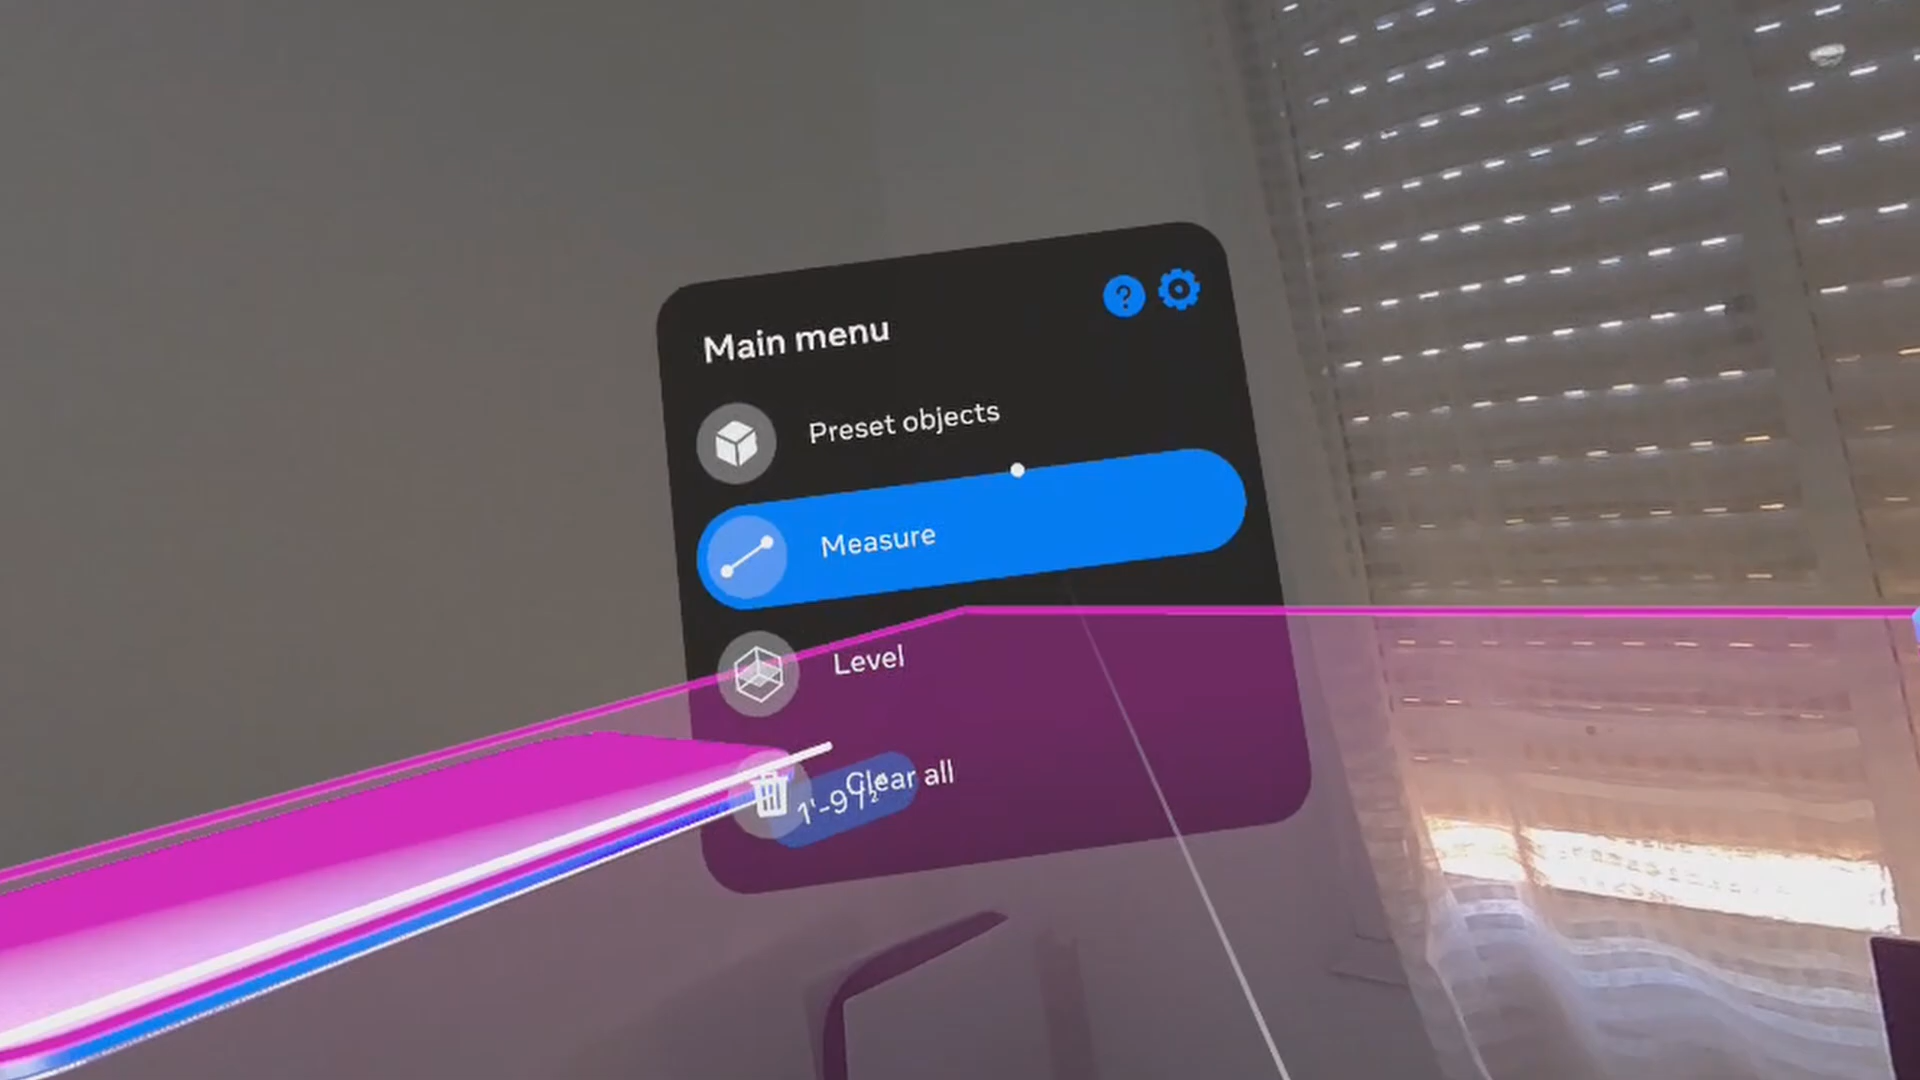 Main menu
?
Preset objects
Measure
Level
Clear all
1'-9½"